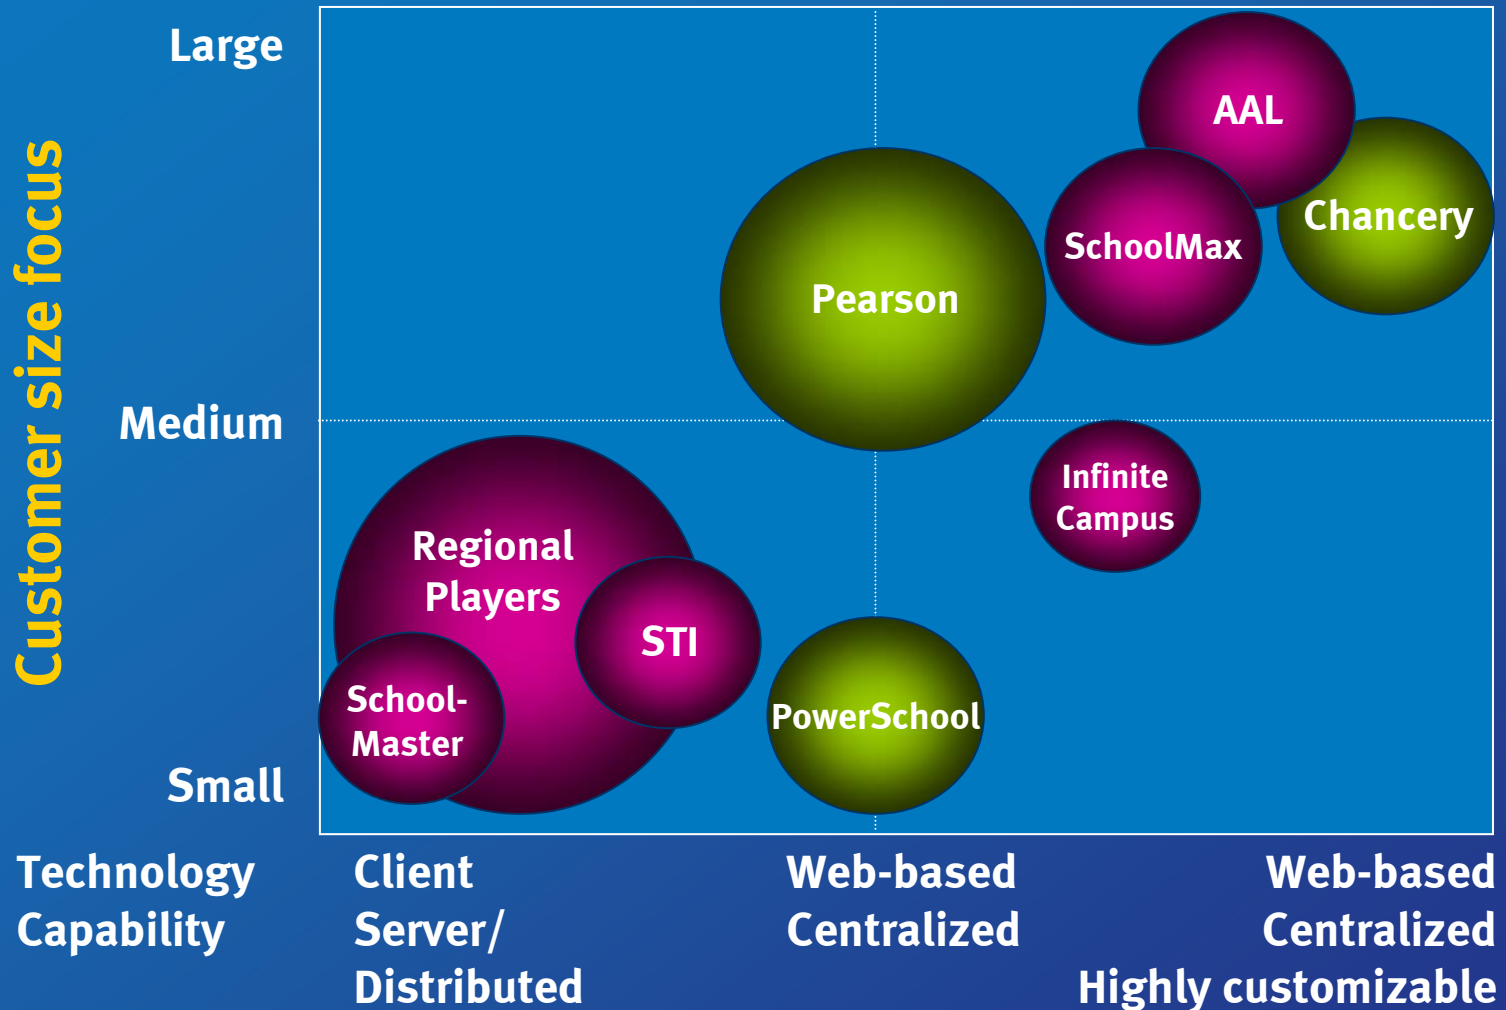 Customer size focus
Large
Medium
Small
AAL
Chancery
SchoolMax
Pearson
Infinite
Campus
Regional
Players
STI
School-
Master
PowerSchool
Technology
Capability
Client
Server/
Distributed
Web-based
Centralized
Web-based
Centralized
Highly customizable